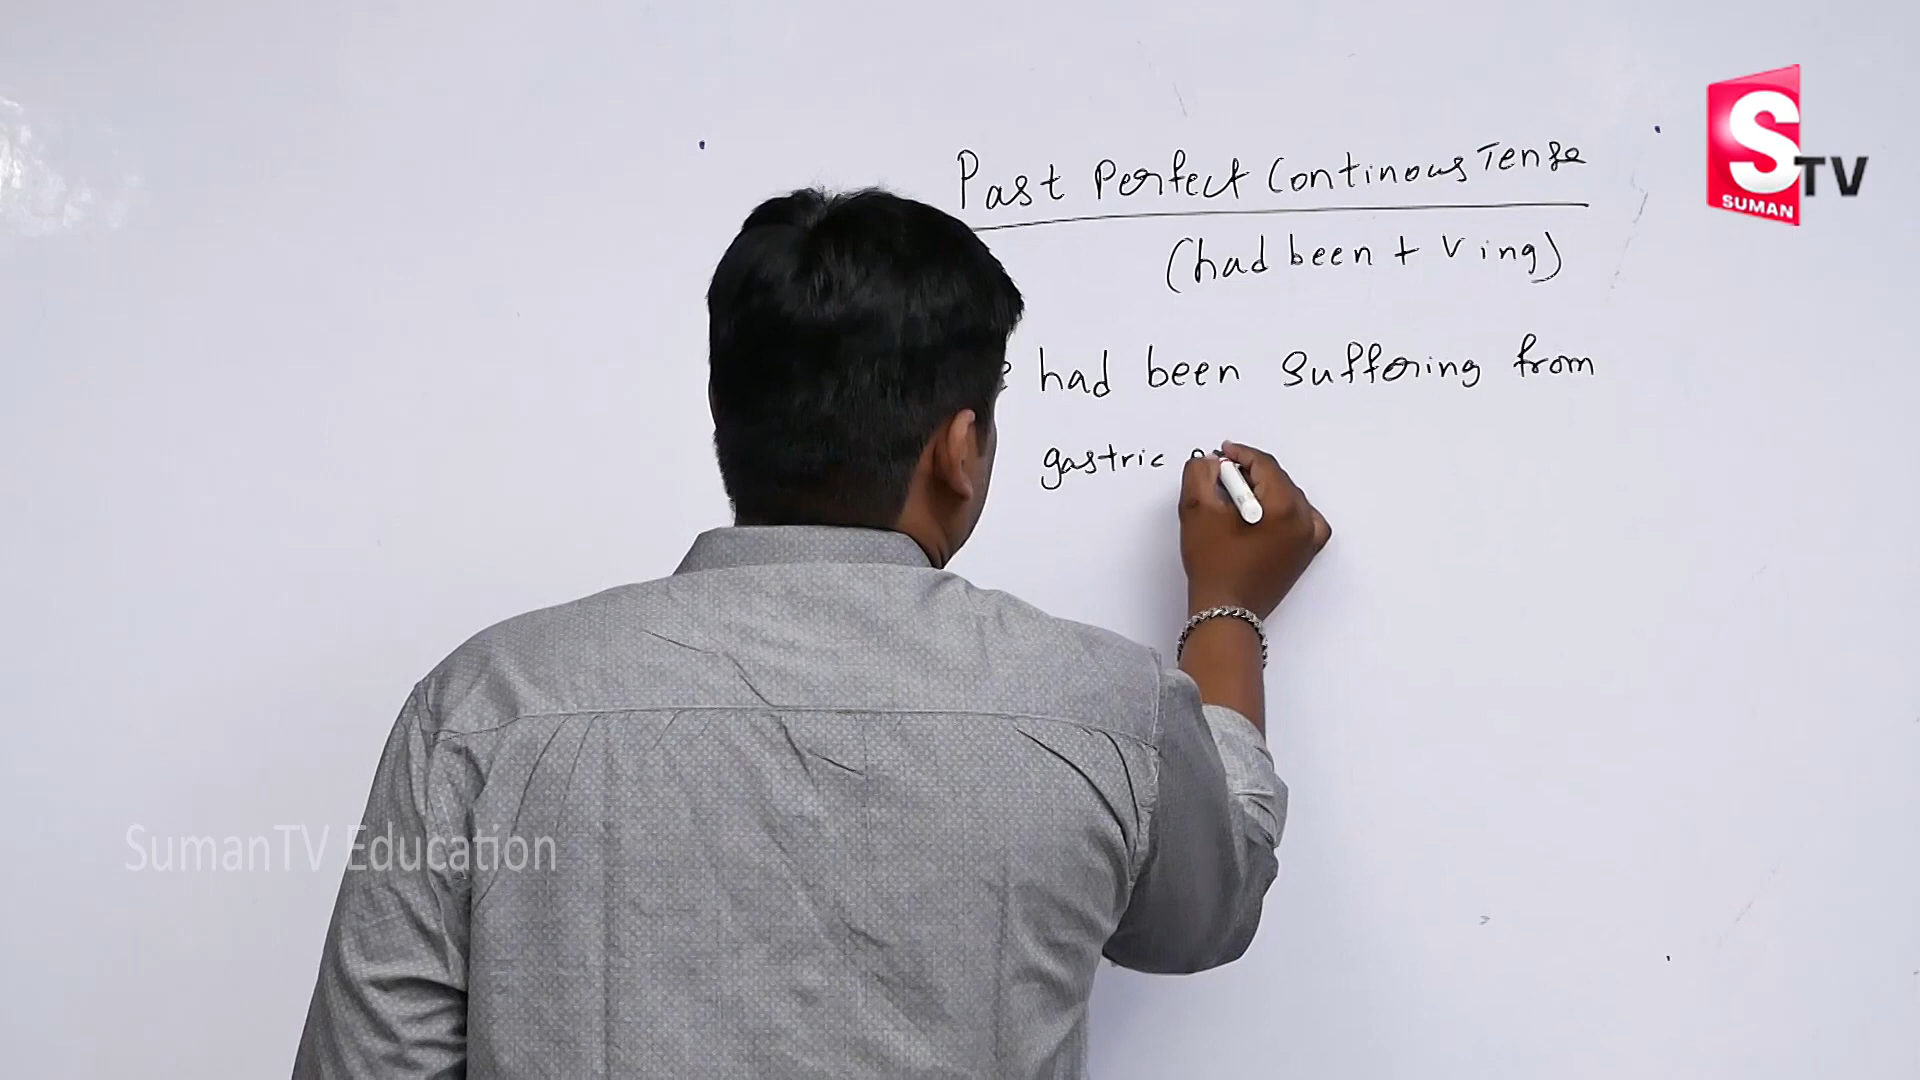 Past Perfect Continous Tense
(had been + V ing)
had been suffering from
gastric
S TV
SUMAN
SumanTV Education